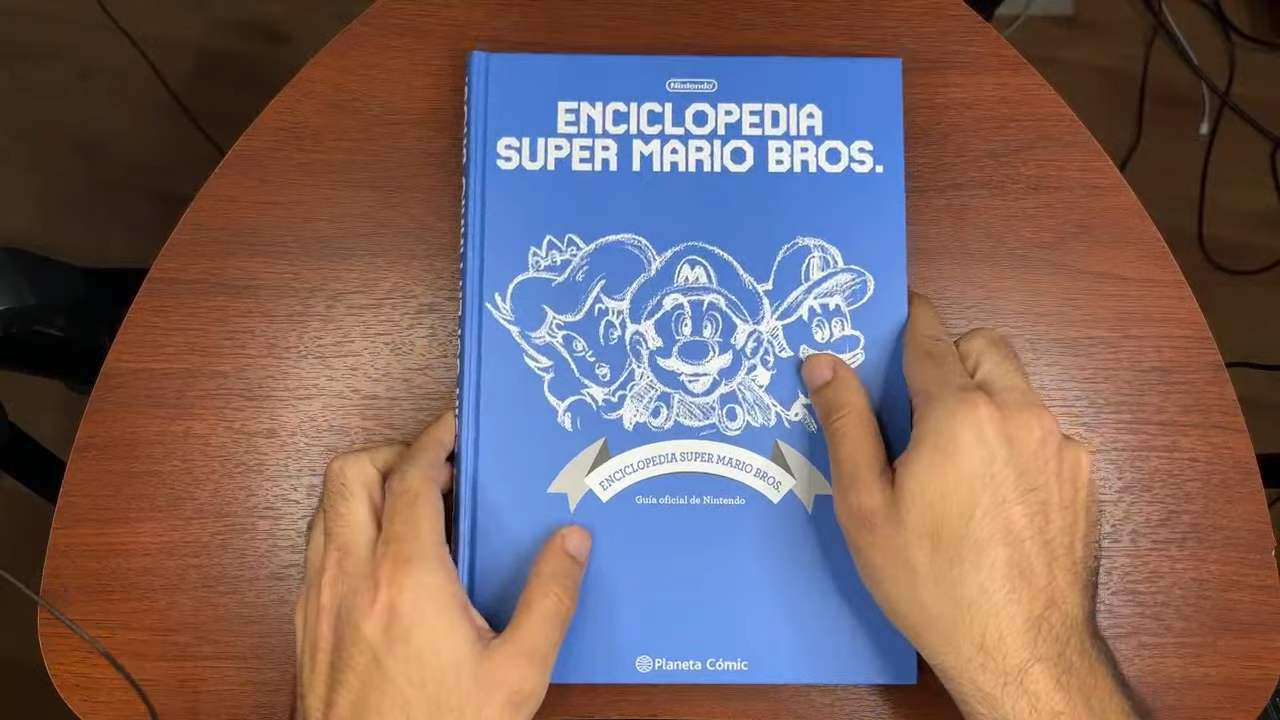 Nintendo
ENCICLOPEDIA
SUPER MARIO BROS.
M
L
ENCICLOPEDIA SUPER MARIO BROS.
Guía oficial de Nintendo
Planeta Cómic